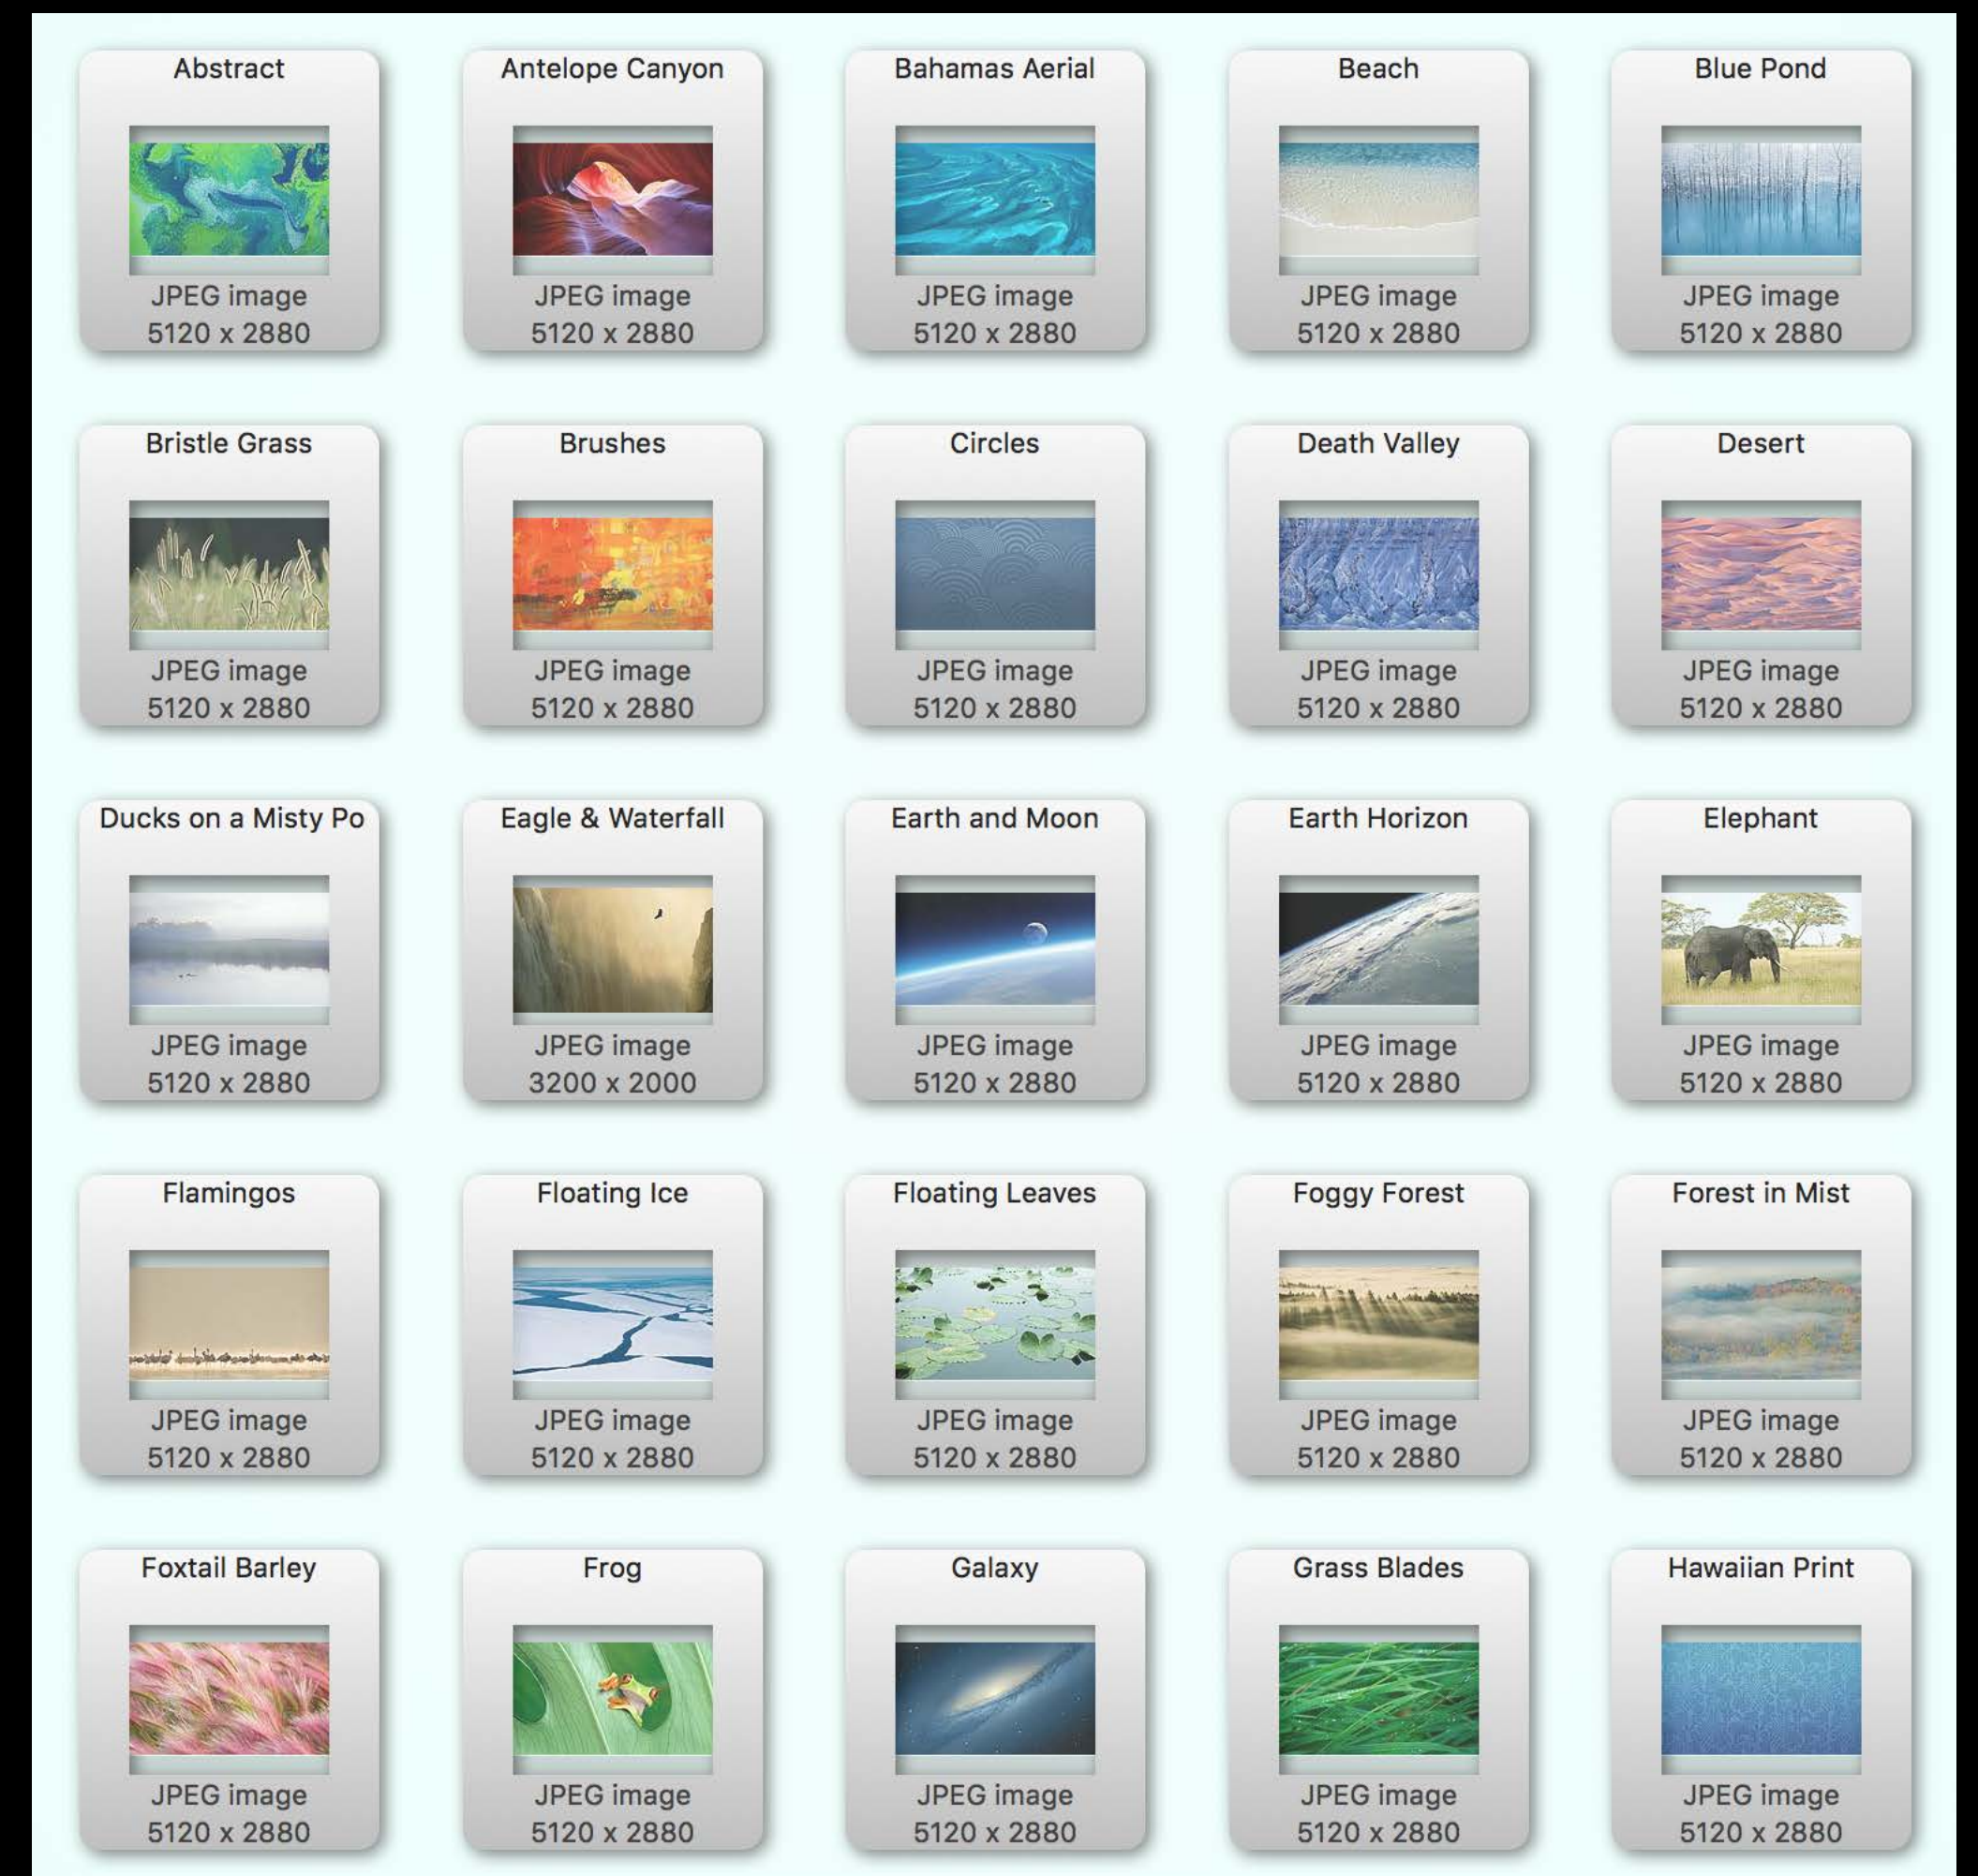 Abstract
JPEG image
5120 x 2880
Antelope Canyon
JPEG image
5120 x 2880
Bahamas Aerial
JPEG image
5120 x 2880
Beach
JPEG image
5120 x 2880
Blue Pond
JPEG image
5120 x 2880
Bristle Grass
JPEG image
5120 x 2880
Brushes
JPEG image
5120 x 2880
Circles
JPEG image
5120 x 2880
Death Valley
JPEG image
5120 x 2880
Desert
JPEG image
5120 x 2880
Ducks on a Misty Po
JPEG image
5120 x 2880
Eagle & Waterfall
JPEG image
3200 x 2000
Earth and Moon
JPEG image
5120 x 2880
Earth Horizon
JPEG image
5120 x 2880
Elephant
JPEG image
5120 x 2880
Flamingos
JPEG image
5120 x 2880
Floating Ice
JPEG image
5120 x 2880
Floating Leaves
JPEG image
5120 x 2880
Foggy Forest
JPEG image
5120 x 2880
Forest in Mist
JPEG image
5120 x 2880
Foxtail Barley
JPEG image
5120 x 2880
Frog
JPEG image
5120 x 2880
Galaxy
JPEG image
5120 x 2880
Grass Blades
JPEG image
5120 x 2880
Hawaiian Print
JPEG image
5120 x 2880